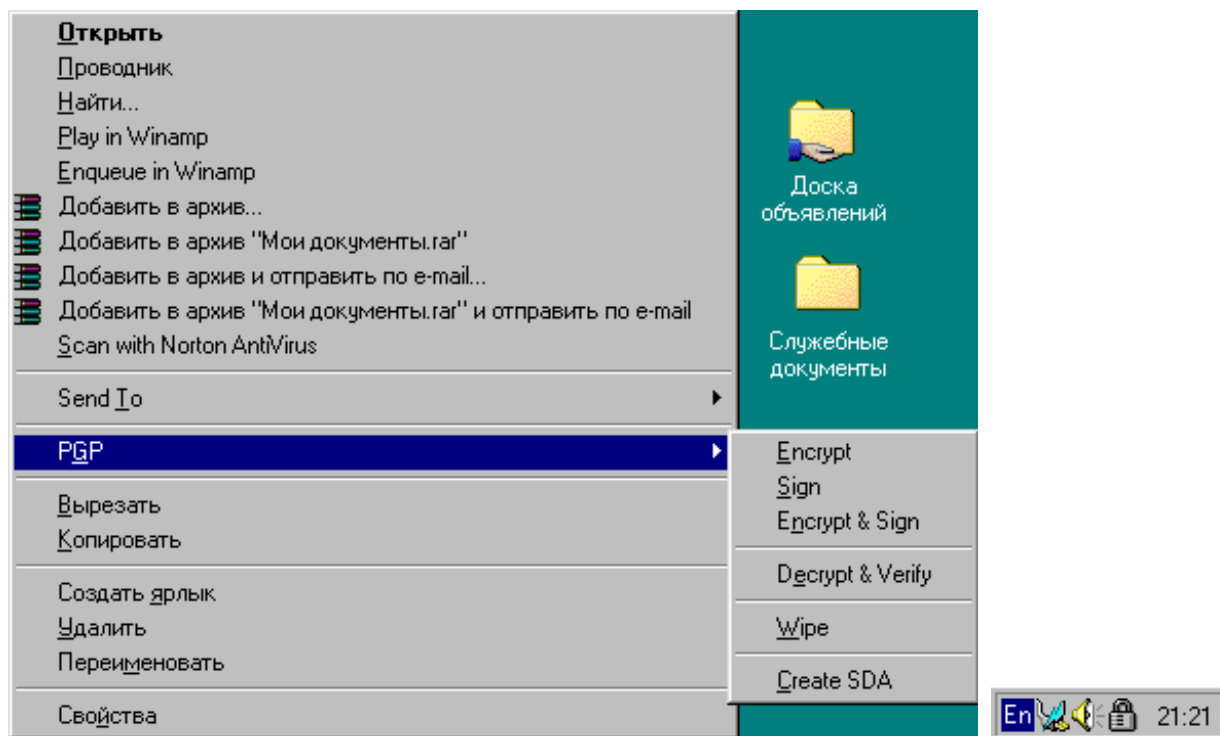 Открыть
Проводник
Найти...
Play in Winamp
Enqueue in Winamp
Добавить в архив...
Добавить в архив "Мои документы.rar"
Добавить в архив и отправить по e-mail...
Добавить в архив "Мои документы.rar" и отправить по e-mail
Scan with Norton AntiVirus
Send To
PGP
Вырезать
Копировать
Создать ярлык
Удалить
Переименовать
Свойства
Доска
объявлений
Служебные
документы
Encrypt
Sign
Encrypt & Sign
Decrypt & Verify
Wipe
Create SDA
En 21:21